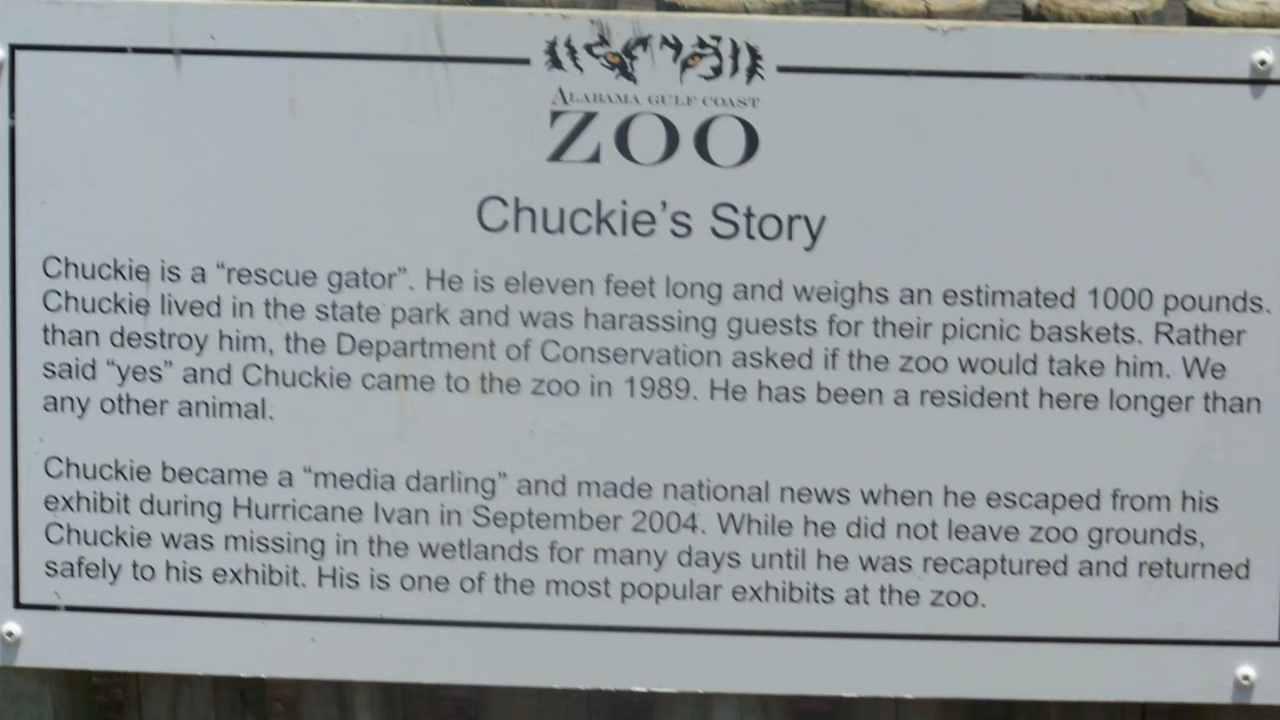 ALABAMA GULF COAST
ZOO
Chuckie's Story
Chuckie is a “rescue gator”. He is eleven feet long and weighs an estimated 1000 pounds.
Chuckie lived in the state park and was harassing guests for their picnic baskets. Rather
than destroy him, the Department of Conservation asked if the zoo would take him. We
said “yes” and Chuckie came to the zoo in 1989. He has been a resident here longer than
any other animal.
Chuckie became a “media darling” and made national news when he escaped from his
exhibit during Hurricane Ivan in September 2004. While he did not leave zoo grounds,
Chuckie was missing in the wetlands for many days until he was recaptured and returned
safely to his exhibit. His is one of the most popular exhibits at the zoo.